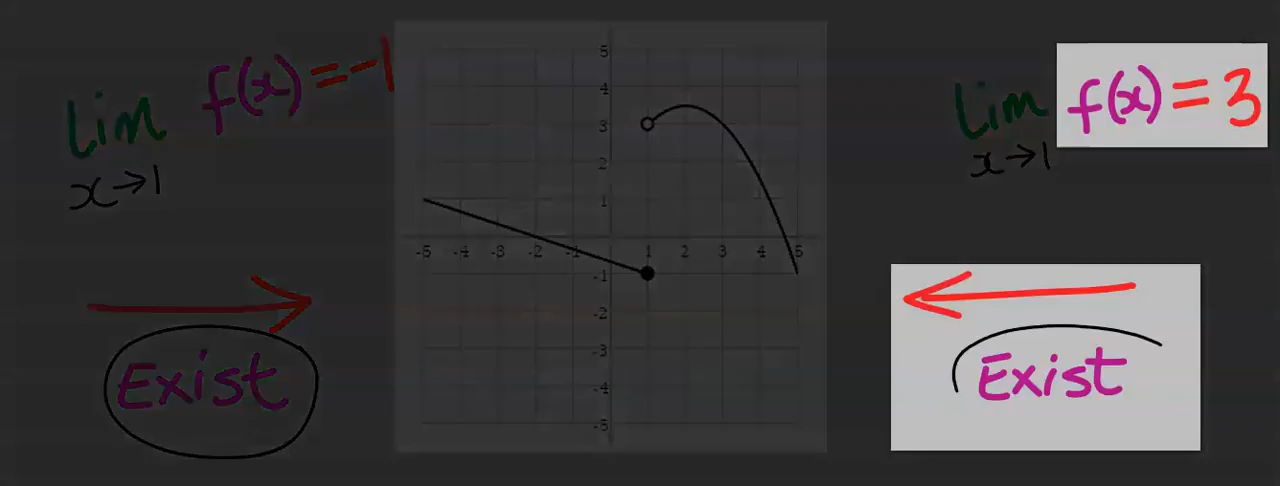 lim f(x) = -1
x→1
Exist
5
4
3
2
1
-5 -4 -3 -2 -1 1 2 3 4 5
-1
-2
-3
-4
-5
lim f(x) = 3
x→1
Exist